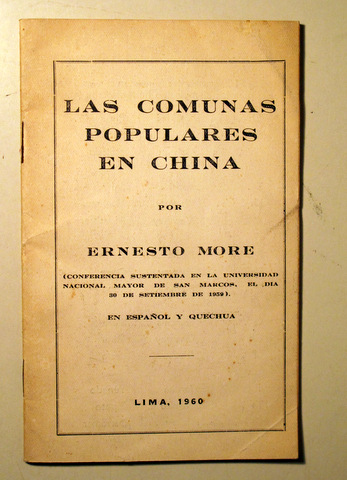 LAS COMUNAS
POPULARES
EN CHINA
POR
ERNESTO MORE
(CONFERENCIA SUSTENTADA EN LA UNIVERSIDAD
NACIONAL MAYOR DE SAN MARCOS, EL DIA
30 DE SETIEMBRE DE 1959).
EN ESPAÑOL Y QUECHUA
LIMA, 1960